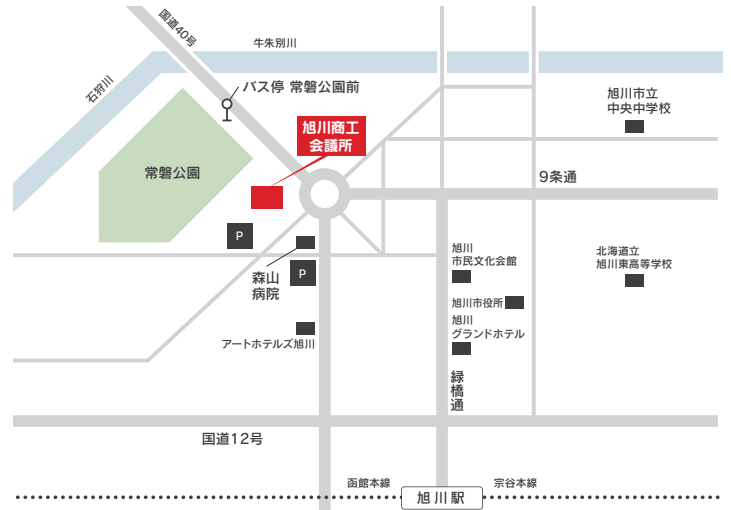 国道40号
牛朱別川
石狩川
バス停 常磐公園前
旭川商工
会議所
旭川市立
中央中学校
常磐公園
9条通
P
旭川
市民文化会館
北海道立
旭川東高等学校
森山
病院
P
旭川市役所
旭川
グランドホテル
アートホテルズ旭川
緑橋通
国道12号
函館本線
宗谷本線
旭川駅